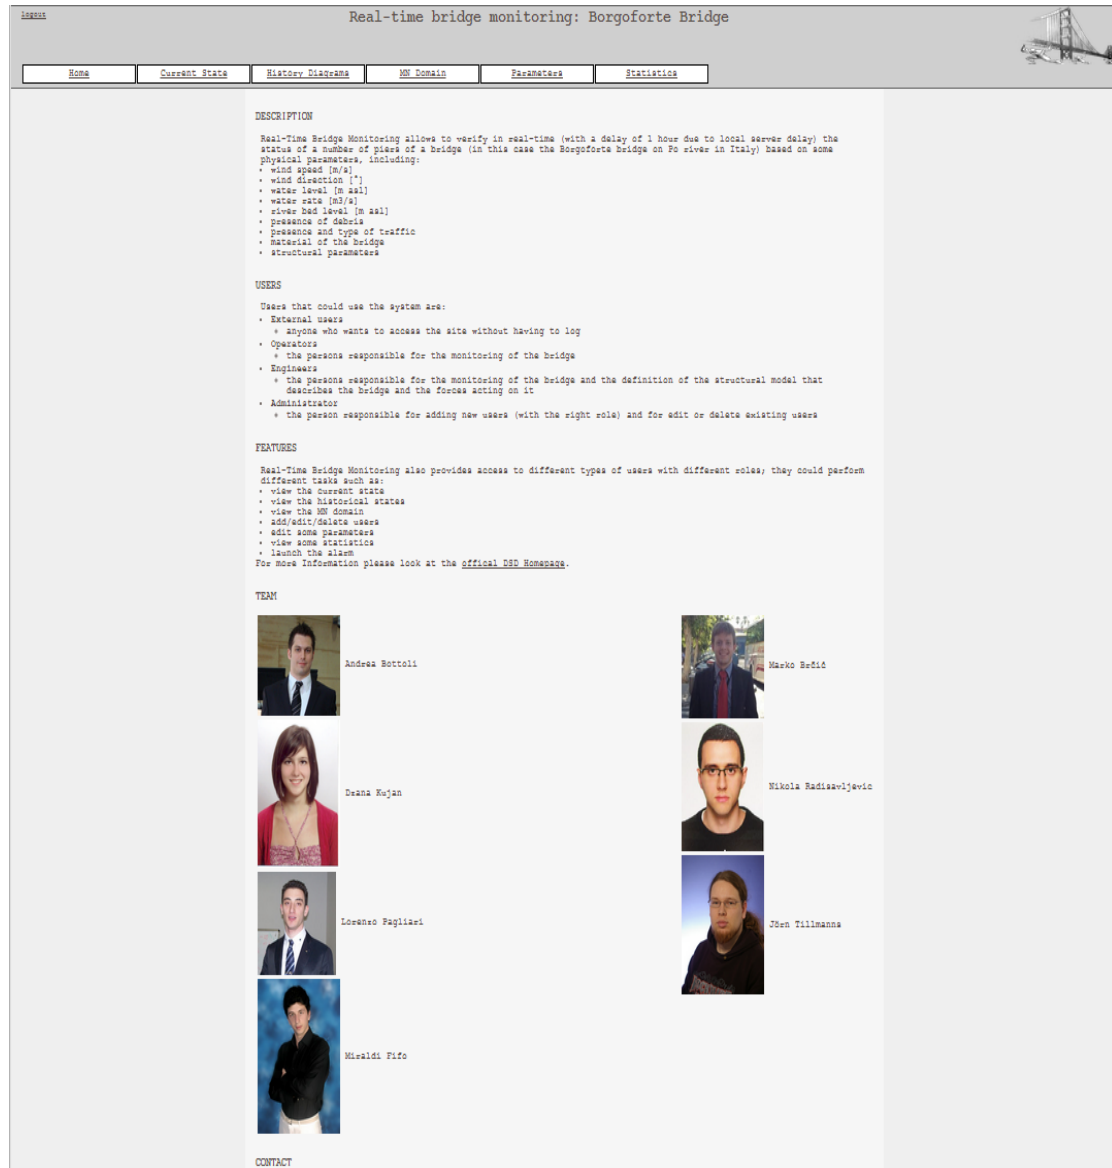 logout
Real-time bridge monitoring: Borgoforte Bridge
Home
Current State
History Diagrams
MN Domain
Parameters
Statistics
DESCRIPTION
Real-Time Bridge Monitoring allows to verify in real-time (with a delay of 1 hour due to local server delay) the
status of a number of piers of a bridge (in this case the Borgoforte bridge on Po river in Italy) based on some
physical parameters, including:
• wind speed [m/s]
• wind direction [°]
• water level [m asl]
• water rate [m3/s]
• river bed level [m asl]
• presence of debris
• presence and type of traffic
• material of the bridge
• structural parameters
USERS
Users that could use the system are:
• External users
◦ anyone who wants to access the site without having to log
• Operators
◦ the persons responsible for the monitoring of the bridge
• Engineers
◦ the persons responsible for the monitoring of the bridge and the definition of the structural model that
describes the bridge and the forces acting on it
• Administrator
◦ the person responsible for adding new users (with the right role) and for edit or delete existing users
FEATURES
Real-Time Bridge Monitoring also provides access to different types of users with different roles; they could perform
different tasks such as:
• view the current state
• view the historical states
• view the MN domain
• add/edit/delete users
• edit some parameters
• view some statistics
• launch the alarm
For more Information please look at the offical DSD Homepage.
TEAM
Andrea Bottoli
Marko Brčić
Dzana Kujan
Nikola Radisavljevic
Lorenzo Pagliari
Jörn Tillmanns
Miraldi Fifo
CONTACT